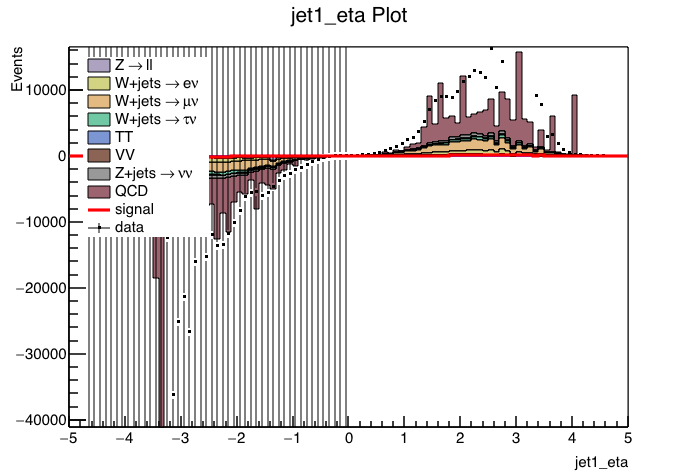 jet1_eta Plot
Events
10000
0
−10000
−20000
−30000
−40000
Z → ll
W+jets → eν
W+jets → μν
W+jets → τν
TT
VV
Z+jets → νν
QCD
signal
data
−5 −4 −3 −2 −1 0 1 2 3 4 5
jet1_eta